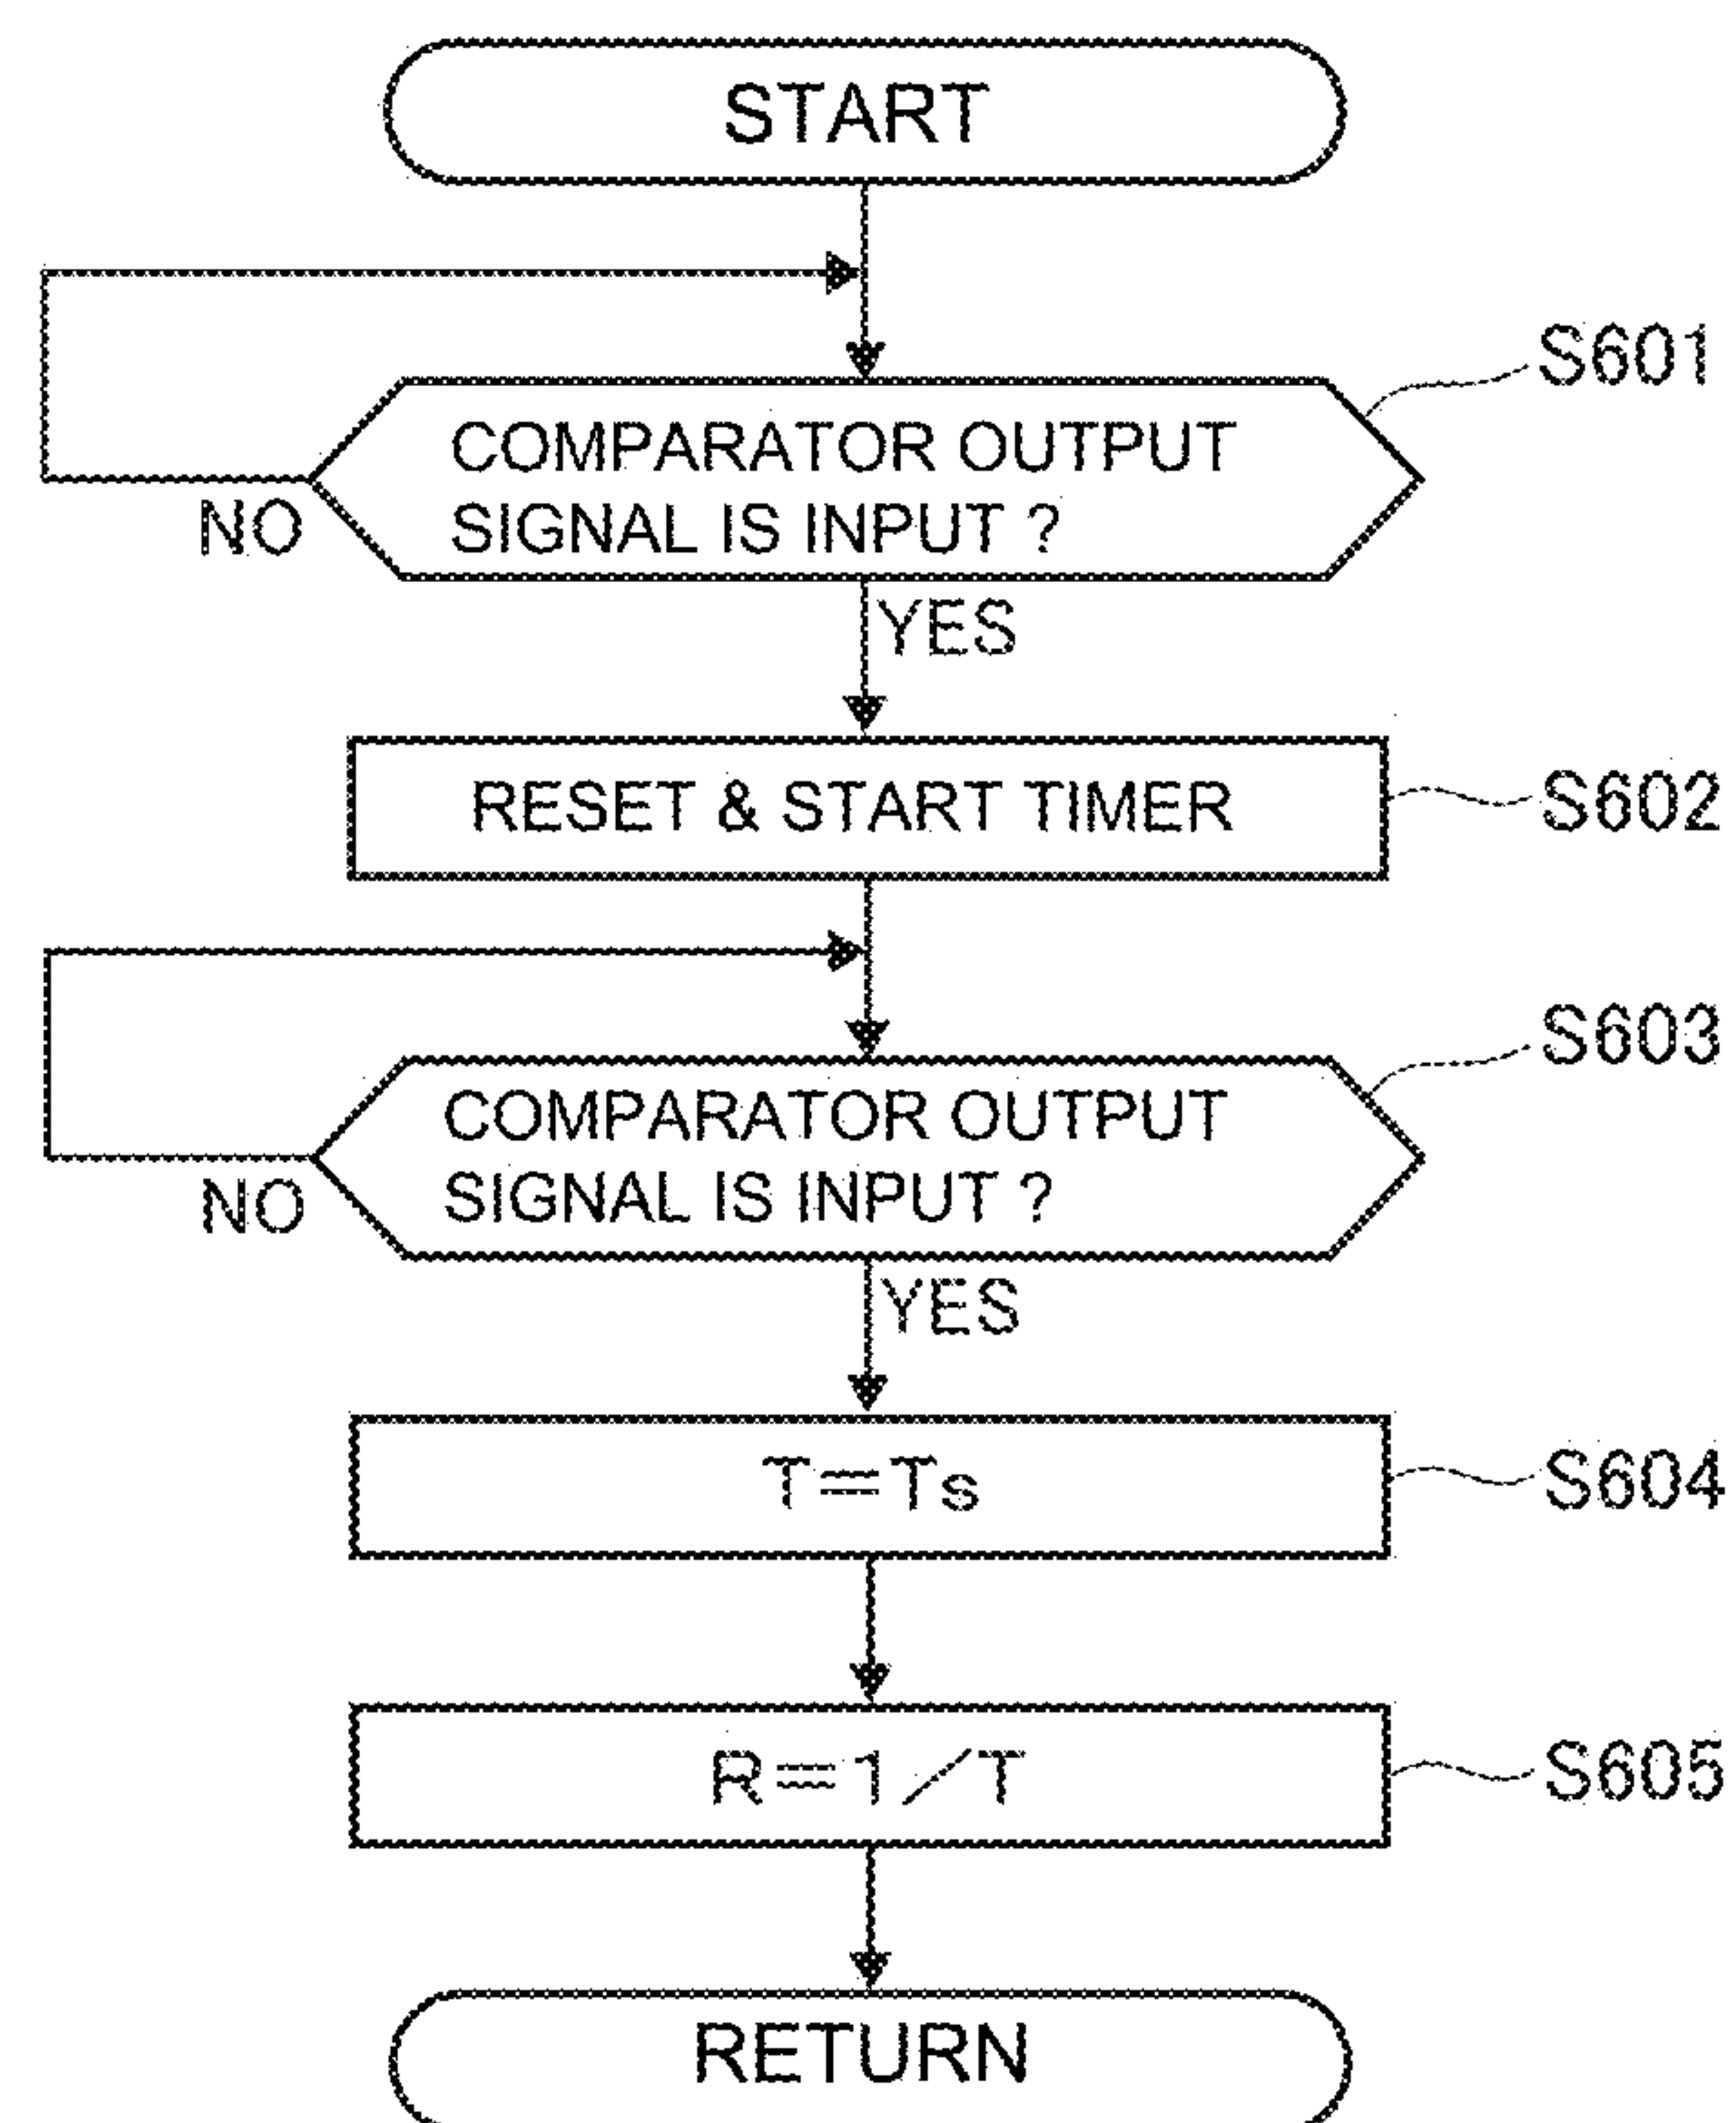 START
S601
COMPARATOR OUTPUT
SIGNAL IS INPUT ?
NO
YES
RESET & START TIMER
S602
S603
COMPARATOR OUTPUT
SIGNAL IS INPUT ?
NO
YES
T=Ts
S604
R=1/T
S605
RETURN